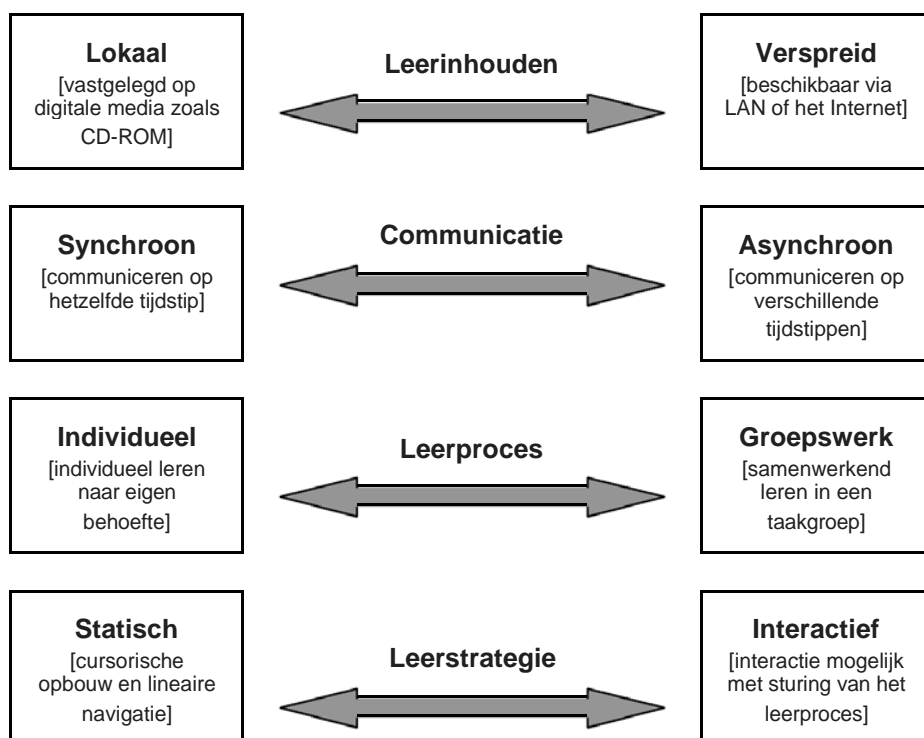 Lokaal
[vastgelegd op
digitale media zoals
CD-ROM]
Leerinhouden
Verspreid
[beschikbaar via
LAN of het Internet]
Synchroon
[communiceren op
hetzelfde tijdstip]
Communicatie
Asynchroon
[communiceren op
verschillende
tijdstippen]
Individueel
[individueel leren
naar eigen
behoefte]
Leerproces
Groepswerk
[samenwerkend
leren in een
taakgroep]
Statisch
[cursorische
opbouw en lineaire
navigatie]
Leerstrategie
Interactief
[interactie mogelijk
met sturing van het
leerproces]